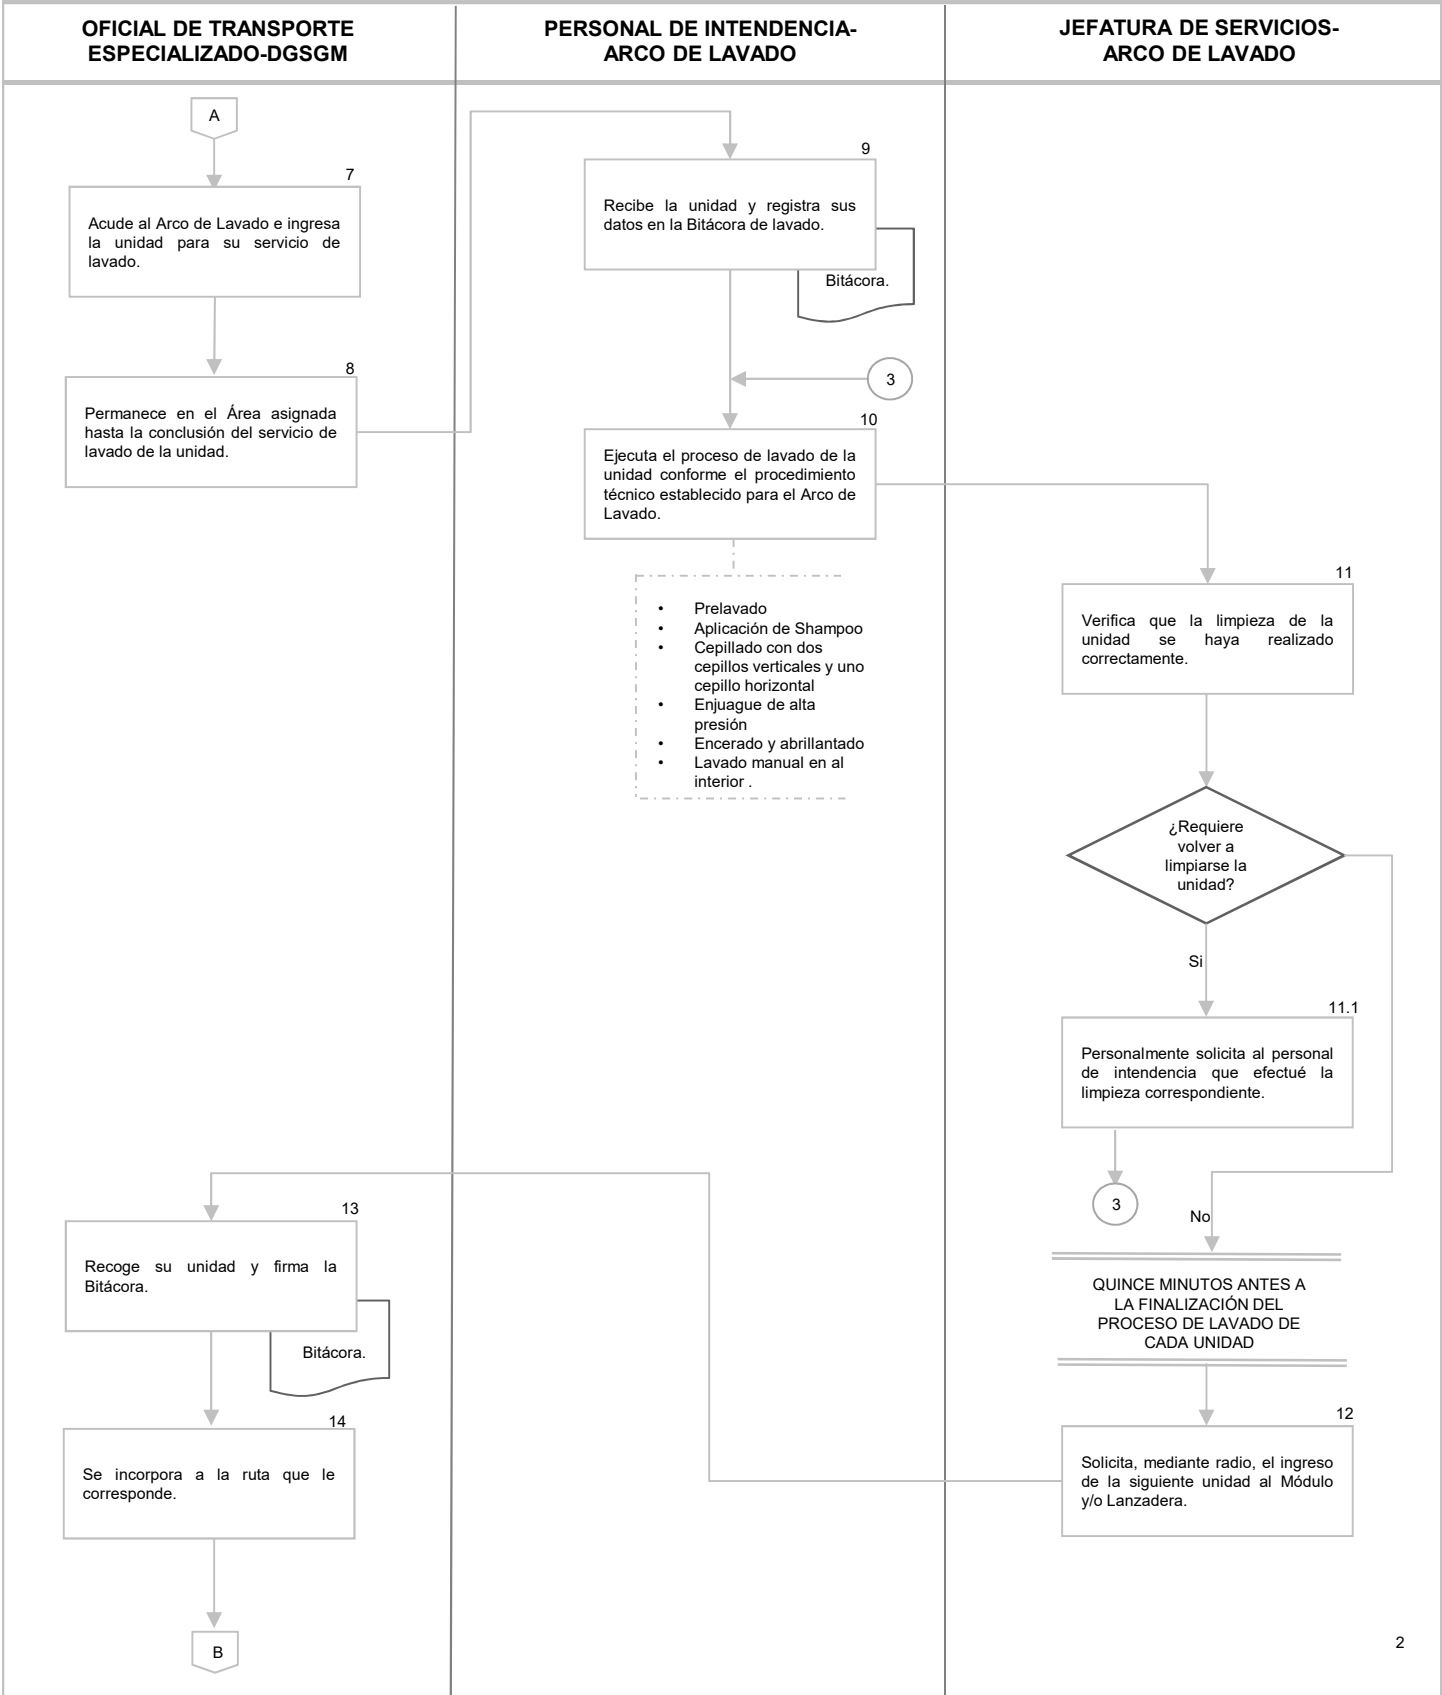 OFICIAL DE TRANSPORTE
ESPECIALIZADO-DGSGM
PERSONAL DE INTENDENCIA-
ARCO DE LAVADO
JEFATURA DE SERVICIOS-
ARCO DE LAVADO
A
7
Acude al Arco de Lavado e ingresa
la unidad para su servicio de
lavado.
8
Permanece en el Área asignada
hasta la conclusión del servicio de
lavado de la unidad.
9
Recibe la unidad y registra sus
datos en la Bitácora de lavado.
Bitácora.
3
10
Ejecuta el proceso de lavado de la
unidad conforme el procedimiento
técnico establecido para el Arco de
Lavado.
• Prelavado
• Aplicación de Shampoo
• Cepillado con dos
cepillos verticales y uno
cepillo horizontal
• Enjuague de alta
presión
• Encerado y abrillantado
• Lavado manual en al
interior .
11
Verifica que la limpieza de la
unidad se haya realizado
correctamente.
¿Requiere
volver a
limpiarse la
unidad?
Si
11.1
Personalmente solicita al personal
de intendencia que efectué la
limpieza correspondiente.
3
No
QUINCE MINUTOS ANTES A
LA FINALIZACIÓN DEL
PROCESO DE LAVADO DE
CADA UNIDAD
12
Solicita, mediante radio, el ingreso
de la siguiente unidad al Módulo
y/o Lanzadera.
13
Recoge su unidad y firma la
Bitácora.
Bitácora.
14
Se incorpora a la ruta que le
corresponde.
B
2